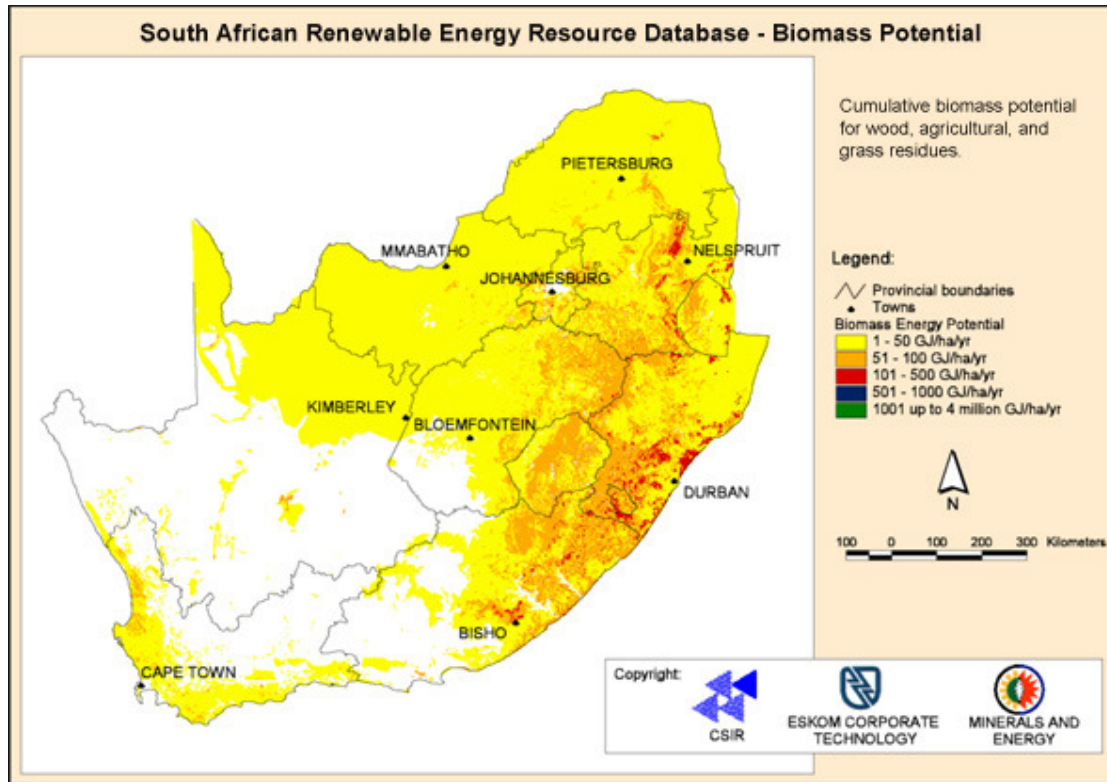 South African Renewable Energy Resource Database - Biomass Potential
Cumulative biomass potential
for wood, agricultural, and
grass residues.
PIETERSBURG
MMABATHO
NELSPRUIT
JOHANNESBURG
KIMBERLEY
BLOEMFONTEIN
DURBAN
BISHO
CAPE TOWN
Legend:
Provincial boundaries
Towns
Biomass Energy Potential
1 - 50 GJ/ha/yr
51 - 100 GJ/ha/yr
101 - 500 GJ/ha/yr
501 - 1000 GJ/ha/yr
1001 up to 4 million GJ/ha/yr
N
100 0 100 200 300 Kilometers
Copyright:
CSIR
ESKOM CORPORATE
TECHNOLOGY
MINERALS AND
ENERGY